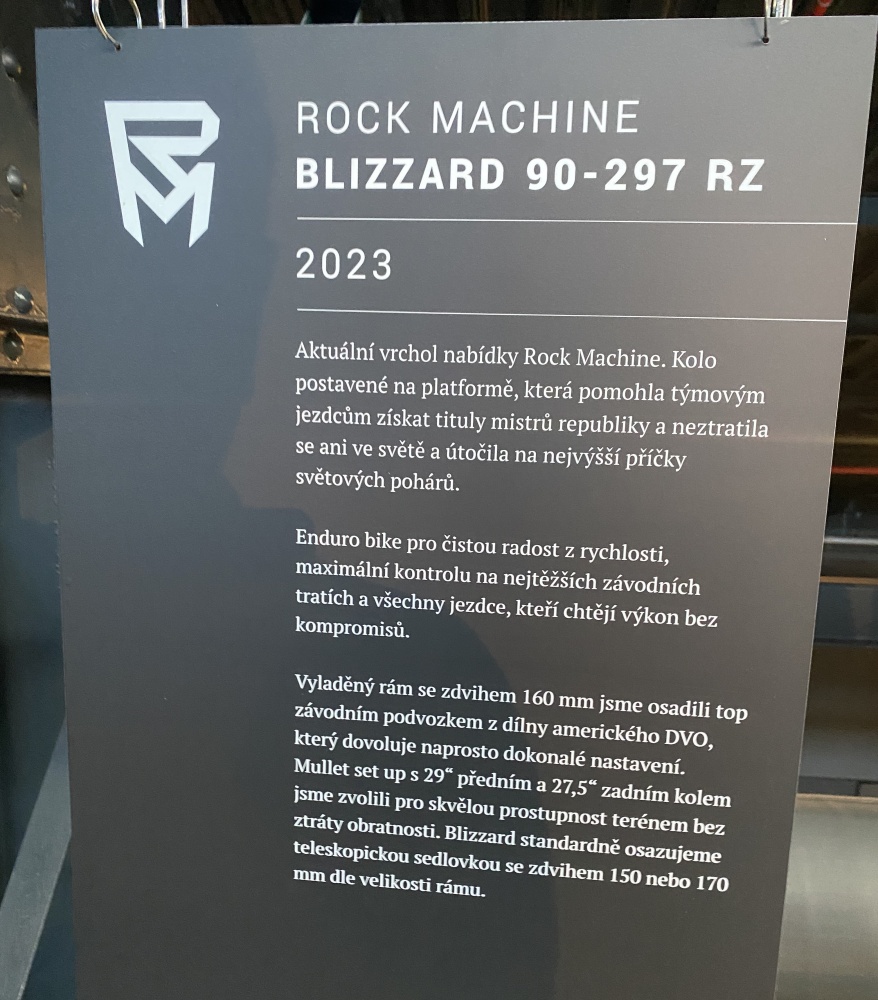 ROCK MACHINE
BLIZZARD 90-297 RZ
2023
Aktuální vrchol nabídky Rock Machine. Kolo
postavené na platformě, která pomohla týmovým
jezdcům získat tituly mistrů republiky a neztratila
se ani ve světě a útočila na nejvýšší příčky
světových pohárů.
Enduro bike pro čistou radost z rychlosti,
maximální kontrolu na nejtěžších závodních
tratích a všechny jezdce, kteří chtějí výkon bez
kompromisů.
Vyladěný rám se zdvihem 160 mm jsme osadili top
závodním podvozkem z dílny amerického DVO,
který dovoluje naprosto dokonalé nastavení.
Mullet set up s 29“ předním a 27,5“ zadním kolem
jsme zvolili pro skvělou prostupnost terénem bez
ztráty obratnosti. Blizzard standardně osazujeme
teleskopickou sedlovkou se zdvihem 150 nebo 170
mm dle velikosti rámu.